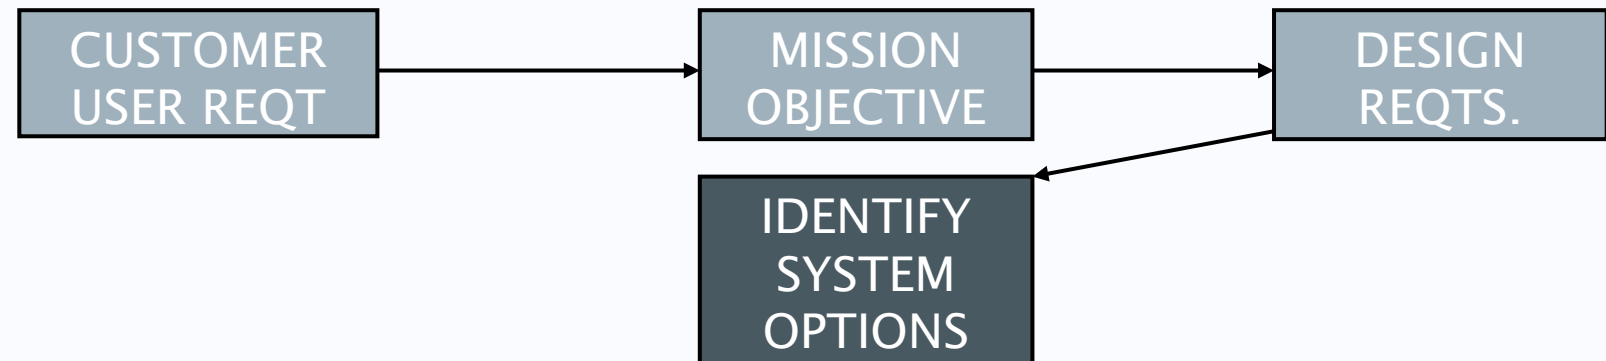 CUSTOMER
USER REQT
MISSION
OBJECTIVE
DESIGN
REQTS.
IDENTIFY
SYSTEM
OPTIONS